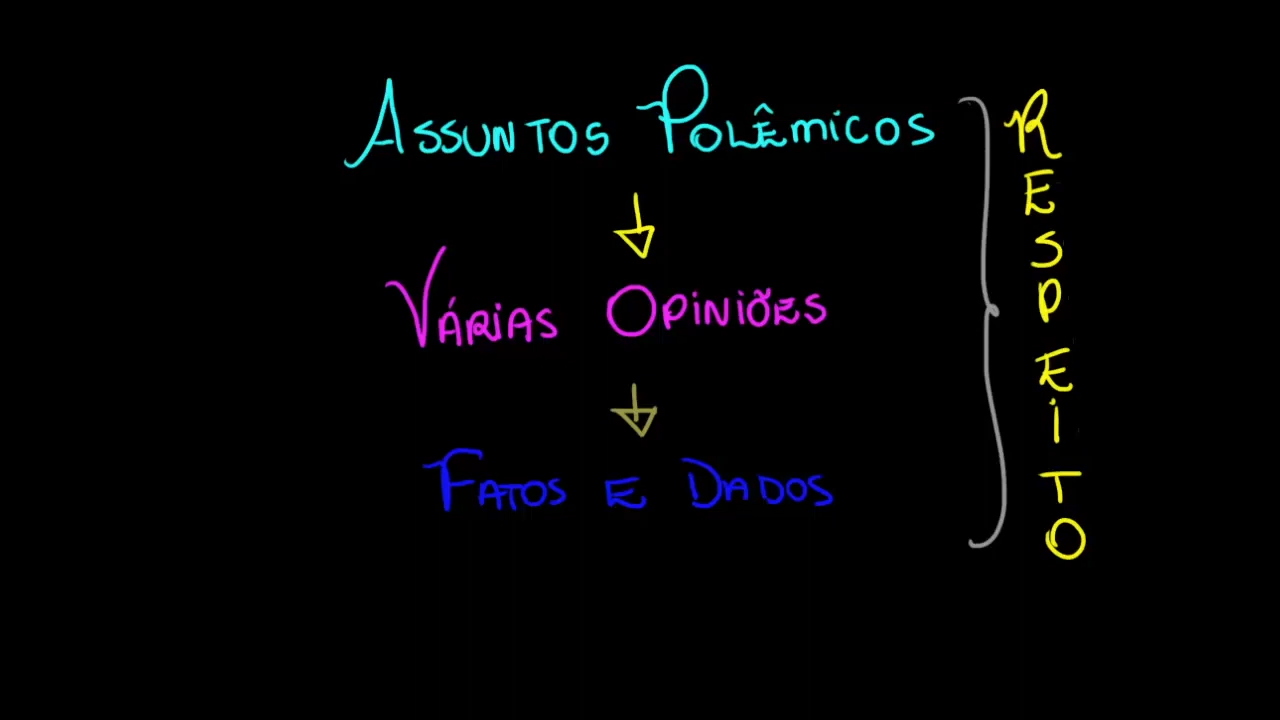 Assuntos Polêmicos
Várias Opiniões
Fatos e Dados
RESPEITO